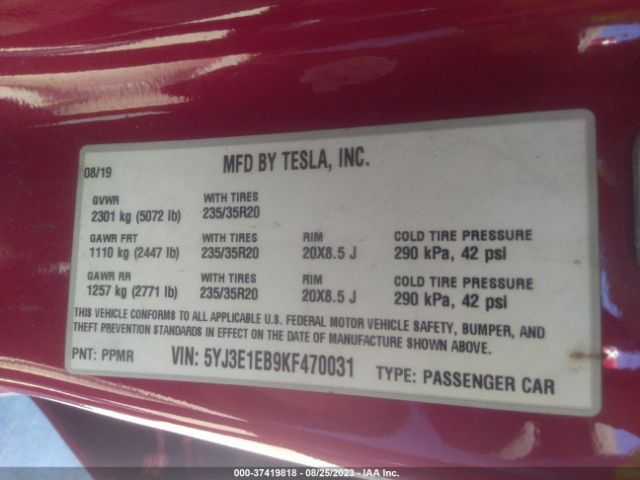 08/19 MFD BY TESLA, INC.
GVWR WITH TIRES
2301 kg (5072 lb) 235/35R20
GAWR FRT WITH TIRES RIM COLD TIRE PRESSURE
1110 kg (2447 lb) 235/35R20 20X8.5 J 290 kPa, 42 psi
GAWR RR WITH TIRES RIM COLD TIRE PRESSURE
1257 kg (2771 lb) 235/35R20 20X8.5 J 290 kPa, 42 psi
THIS VEHICLE CONFORMS TO ALL APPLICABLE U.S. FEDERAL MOTOR VEHICLE SAFETY, BUMPER, AND
THEFT PREVENTION STANDARDS IN EFFECT ON THE DATE OF MANUFACTURE SHOWN ABOVE.
PNT: PPMR VIN: 5YJ3E1EB9KF470031 TYPE: PASSENGER CAR
000-37419818 - 08/25/2023 - IAA Inc.